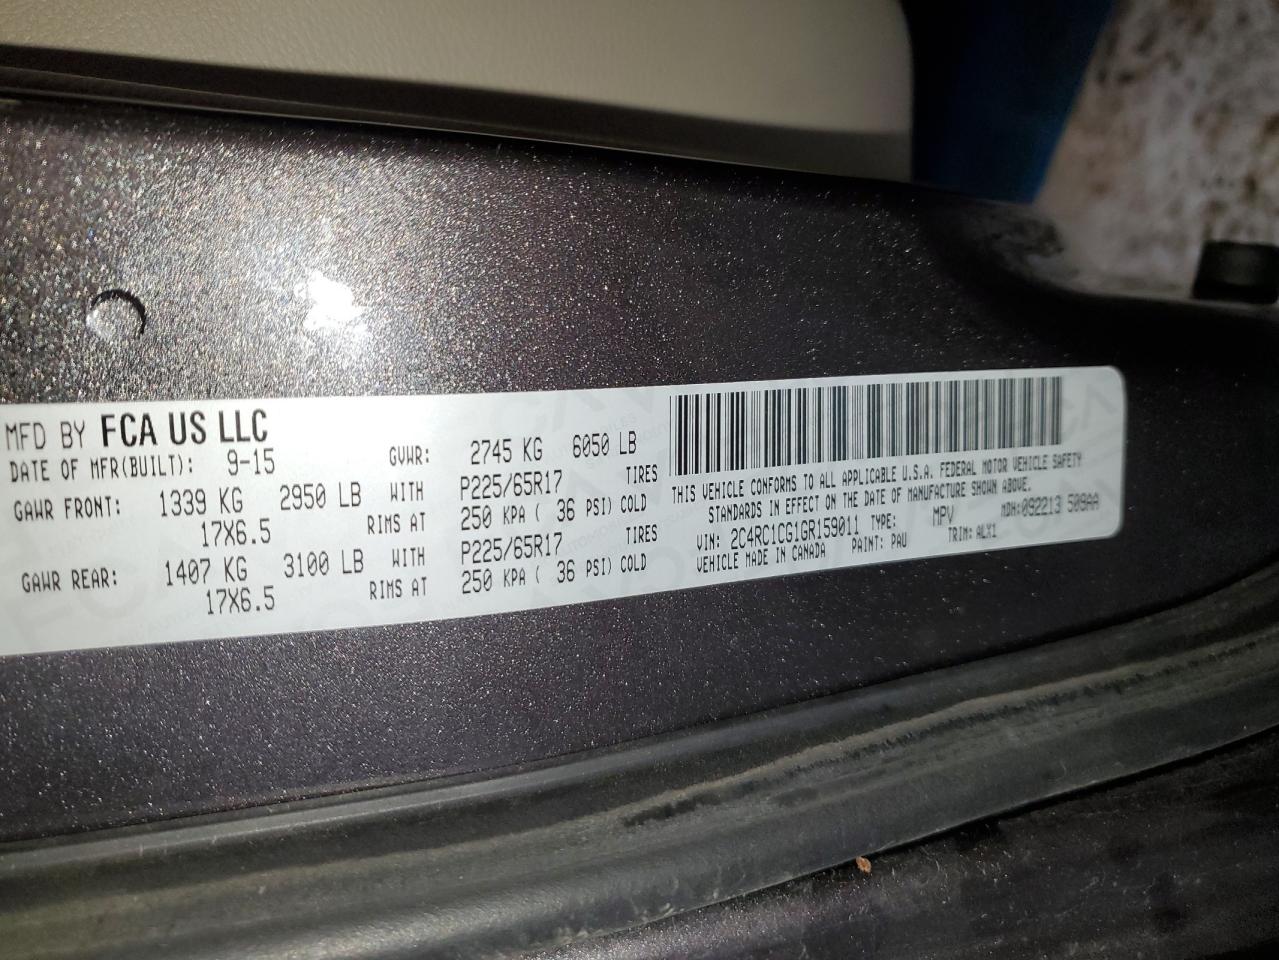 MFD BY FCA US LLC
DATE OF MFR(BUILT): 9-15 GVWR: 2745 KG 6050 LB
GAWR FRONT: 1339 KG 2950 LB WITH P225/65R17 TIRES
17X6.5 RIMS AT 250 KPA ( 36 PSI) COLD
GAWR REAR: 1407 KG 3100 LB WITH P225/65R17 TIRES
17X6.5 RIMS AT 250 KPA ( 36 PSI) COLD
THIS VEHICLE CONFORMS TO ALL APPLICABLE U.S.A. FEDERAL MOTOR VEHICLE SAFETY
STANDARDS IN EFFECT ON THE DATE OF MANUFACTURE SHOWN ABOVE.
VIN: 2C4RC1CG1GR159011 TYPE: MPV MDH:092213 509AA
VEHICLE MADE IN CANADA PAINT: PAU TRIM: ALX1